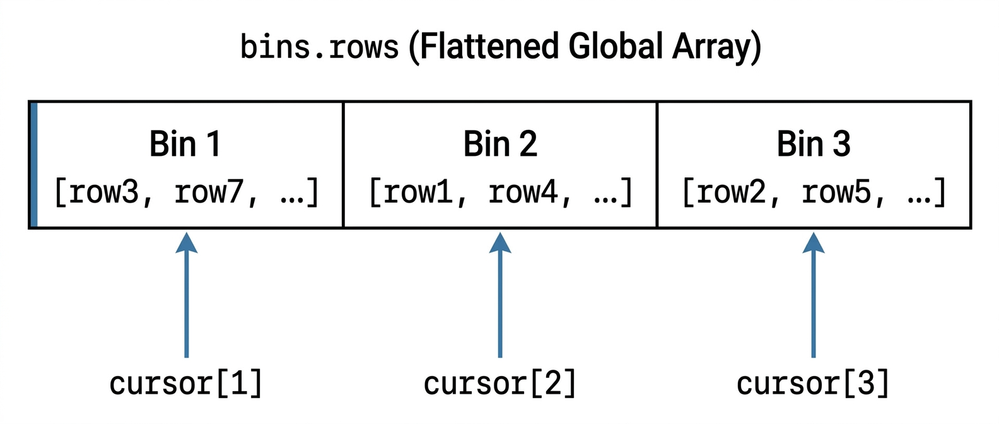 bins.rows (Flattened Global Array)
Bin 1
[row3, row7, ...]
Bin 2
[row1, row4, ...]
Bin 3
[row2, row5, ...]
cursor[1]
cursor[2]
cursor[3]